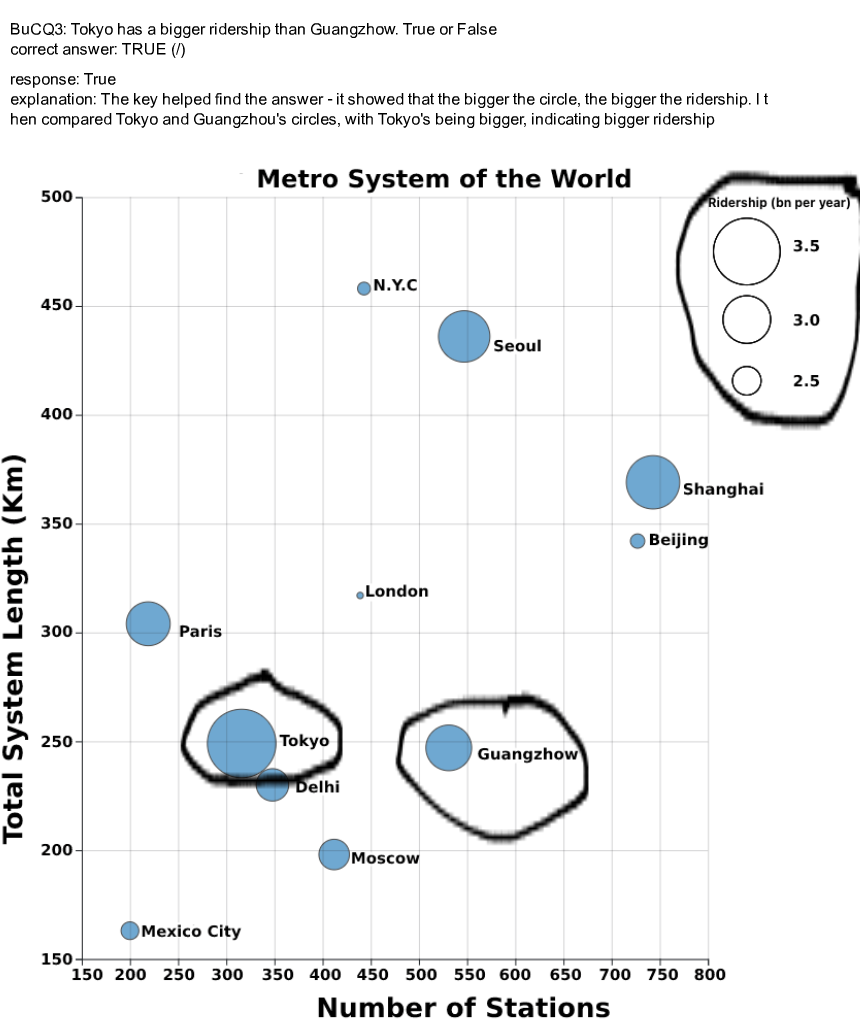 BuCQ3: Tokyo has a bigger ridership than Guangzhow. True or False
correct answer: TRUE (/)
response: True
explanation: The key helped find the answer - it showed that the bigger the circle, the bigger the ridership. I t
hen compared Tokyo and Guangzhou's circles, with Tokyo's being bigger, indicating bigger ridership
Metro System of the World
Ridership (bn per year)
3.5
3.0
2.5
500
450
400
350
300
250
200
150
Total System Length (Km)
N.Y.C
Seoul
Shanghai
Beijing
London
Paris
Tokyo
Guangzhow
Delhi
Moscow
Mexico City
150 200 250 300 350 400 450 500 550 600 650 700 750 800
Number of Stations